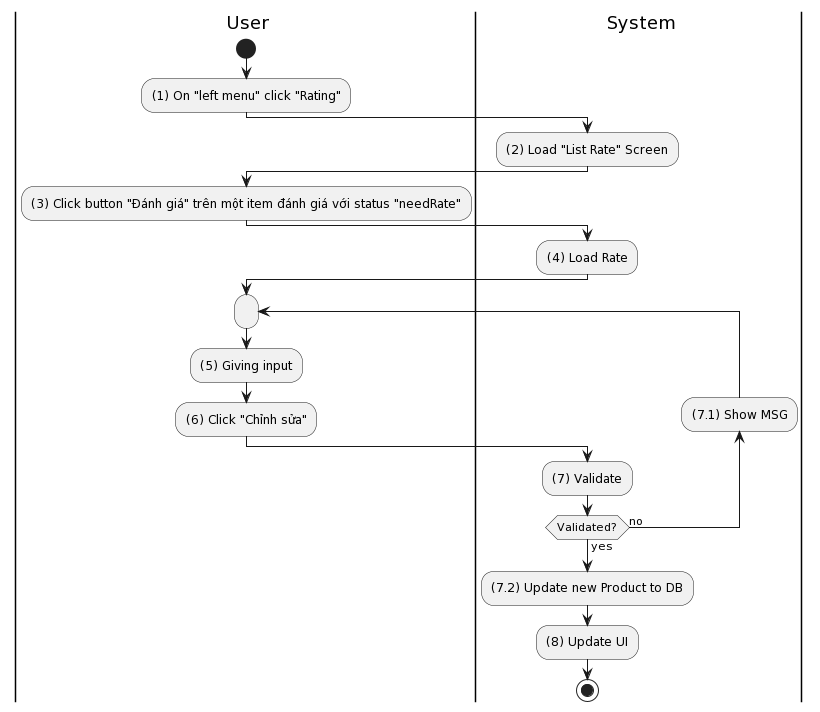 User
System
(1) On "left menu" click "Rating"
(2) Load "List Rate" Screen
(3) Click button "Đánh giá" trên một item đánh giá với status "needRate"
(4) Load Rate
(5) Giving input
(6) Click "Chỉnh sửa"
(7.1) Show MSG
(7) Validate
Validated?
no
yes
(7.2) Update new Product to DB
(8) Update UI